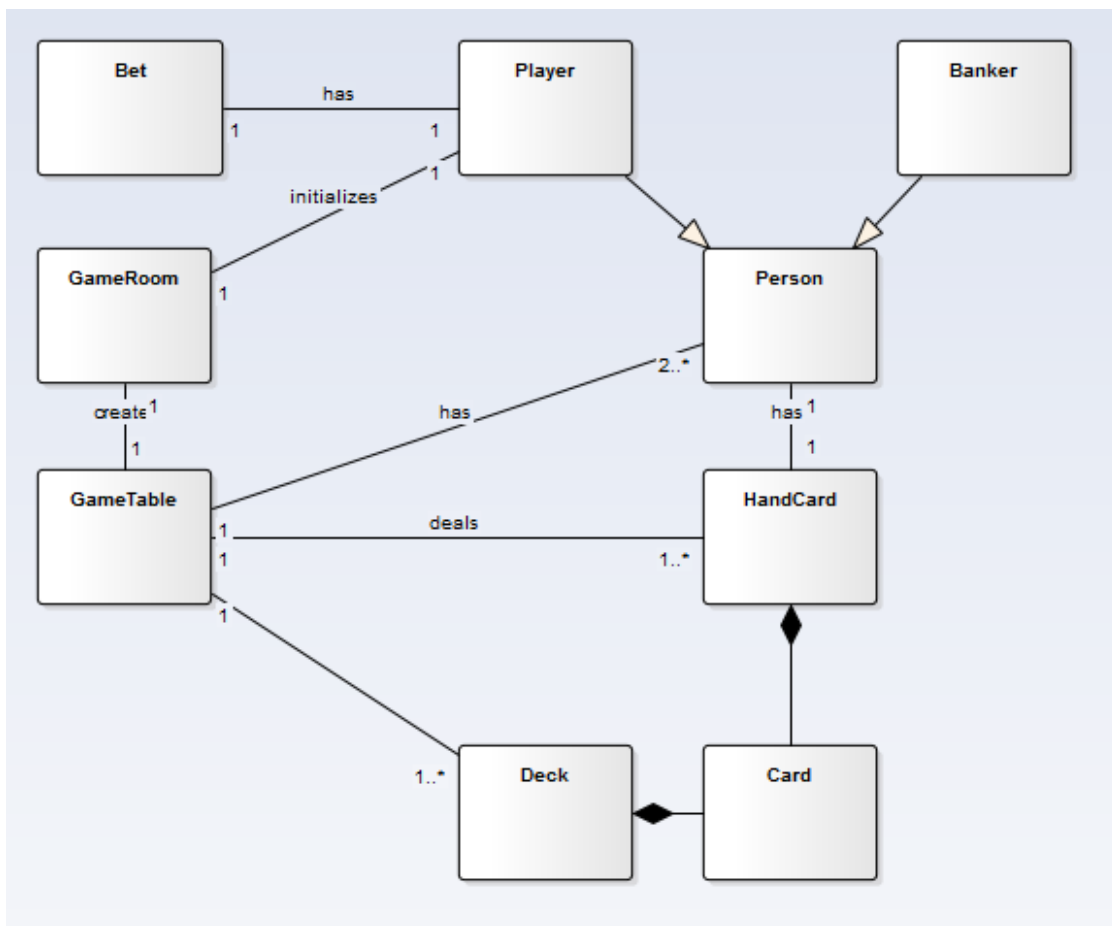 Bet
Player
Banker
has
1
1
1
initializes
GameRoom
Person
1
2..*
create
1
has
has
1
1
1
GameTable
HandCard
deals
1
1
1..*
1
Deck
Card
1..*